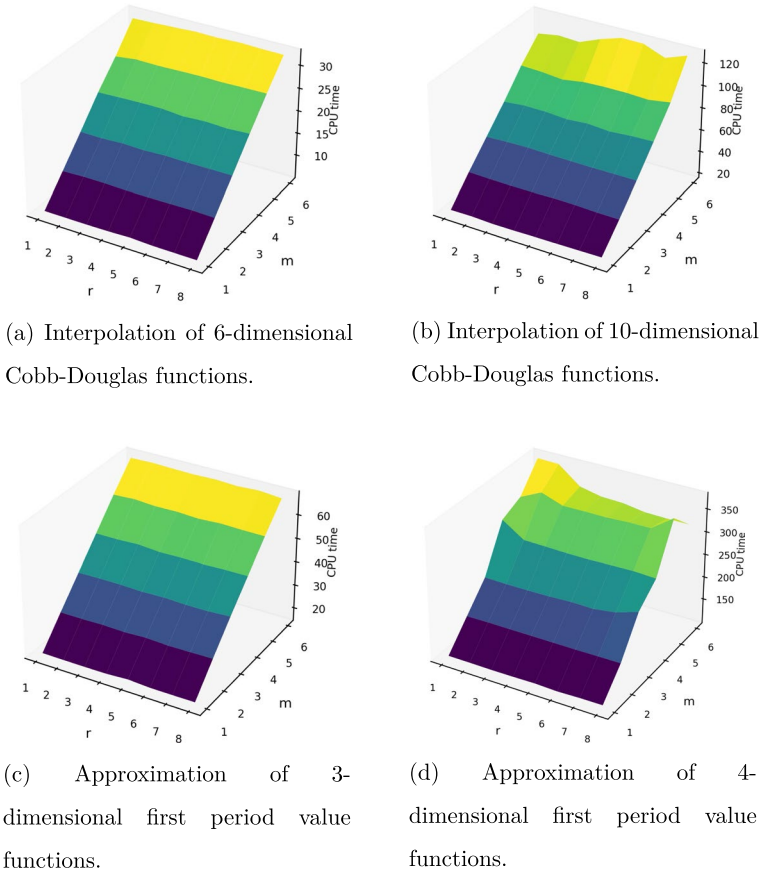 30
25
20
15
10
CPU time
1 2 3 4 5 6 7 8
r
1 2 3 4 5 6
m
120
100
80
60
40
20
CPU time
1 2 3 4 5 6 7 8
r
1 2 3 4 5 6
m
(a) Interpolation of 6-dimensional
Cobb-Douglas functions.
(b) Interpolation of 10-dimensional
Cobb-Douglas functions.
60
50
40
30
20
CPU time
1 2 3 4 5 6 7 8
r
1 2 3 4 5 6
m
350
300
250
200
150
CPU time
1 2 3 4 5 6 7 8
r
1 2 3 4 5 6
m
(c) Approximation of 3-
dimensional first period value
functions.
(d) Approximation of 4-
dimensional first period value
functions.